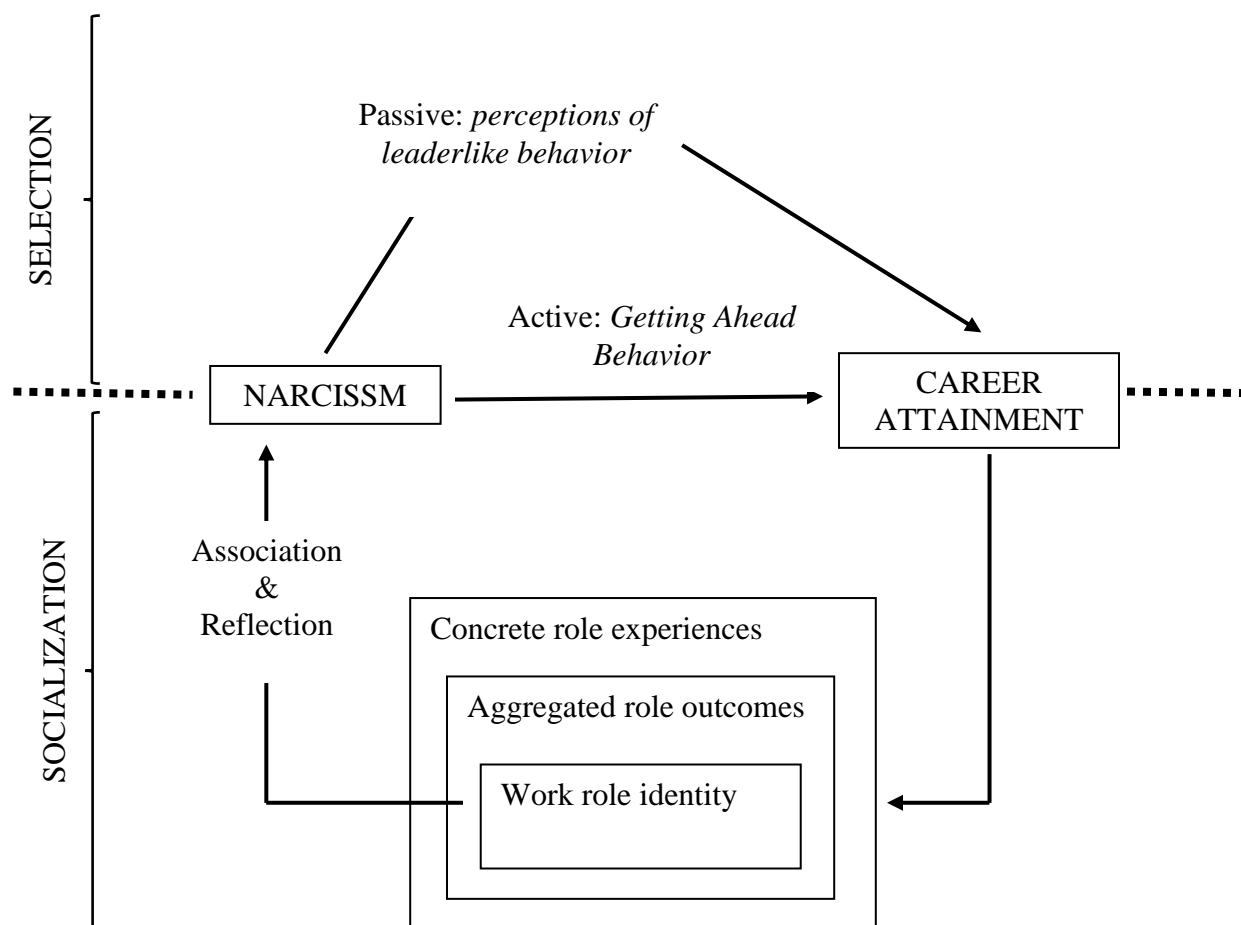 SELECTION
Passive: perceptions of
leaderlike behavior
Active: Getting Ahead
Behavior
NARCISSM
CAREER
ATTAINMENT
SOCIALIZATION
Association
&
Reflection
Concrete role experiences
Aggregated role outcomes
Work role identity